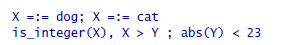 X =:= dog; X =:= cat
is_integer(X), X > Y ; abs(Y) < 23